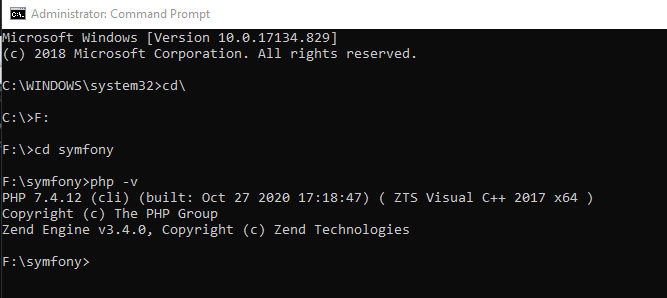 Administrator: Command Prompt
Microsoft Windows [Version 10.0.17134.829]
(c) 2018 Microsoft Corporation. All rights reserved.
C:\WINDOWS\system32>cd\
C:\>F:
F:\>cd symfony
F:\symfony>php -v
PHP 7.4.12 (cli) (built: Oct 27 2020 17:18:47) ( ZTS Visual C++ 2017 x64 )
Copyright (c) The PHP Group
Zend Engine v3.4.0, Copyright (c) Zend Technologies
F:\symfony>